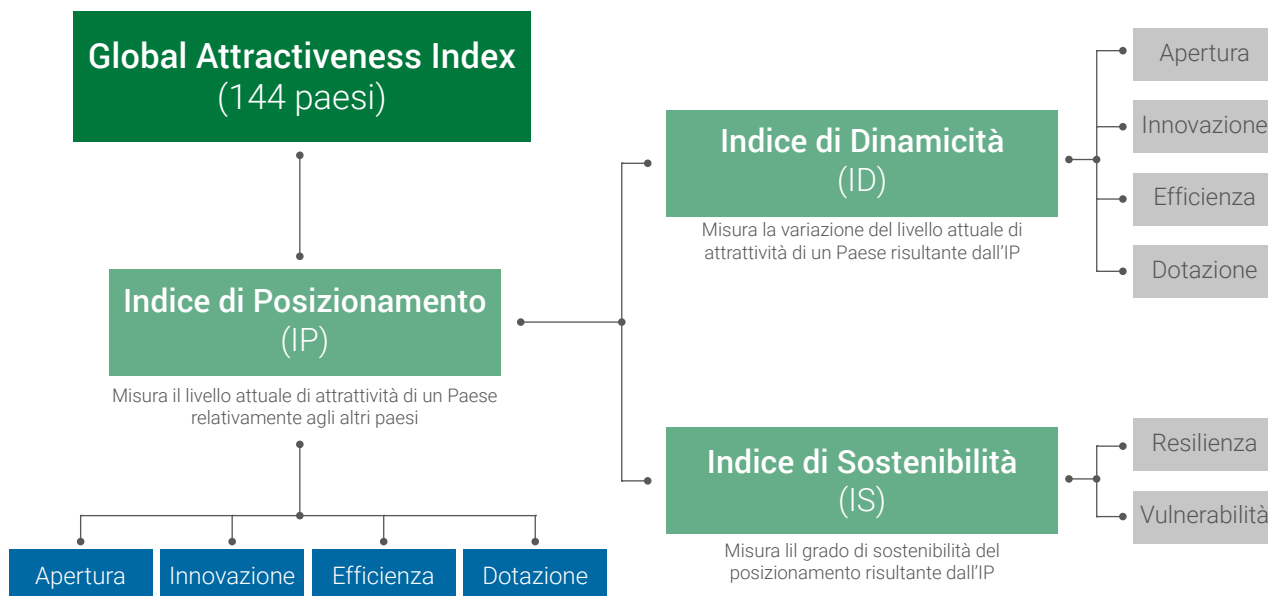 Global Attractiveness Index
(144 paesi)
Indice di Posizionamento
(IP)
Misura il livello attuale di attrattività di un Paese
relativamente agli altri paesi
Apertura
Innovazione
Efficienza
Dotazione
Indice di Dinamicità
(ID)
Misura la variazione del livello attuale di
attrattività di un Paese risultante dall'IP
Apertura
Innovazione
Efficienza
Dotazione
Indice di Sostenibilità
(IS)
Misura lil grado di sostenibilità del
posizionamento risultante dall'IP
Resilienza
Vulnerabilità